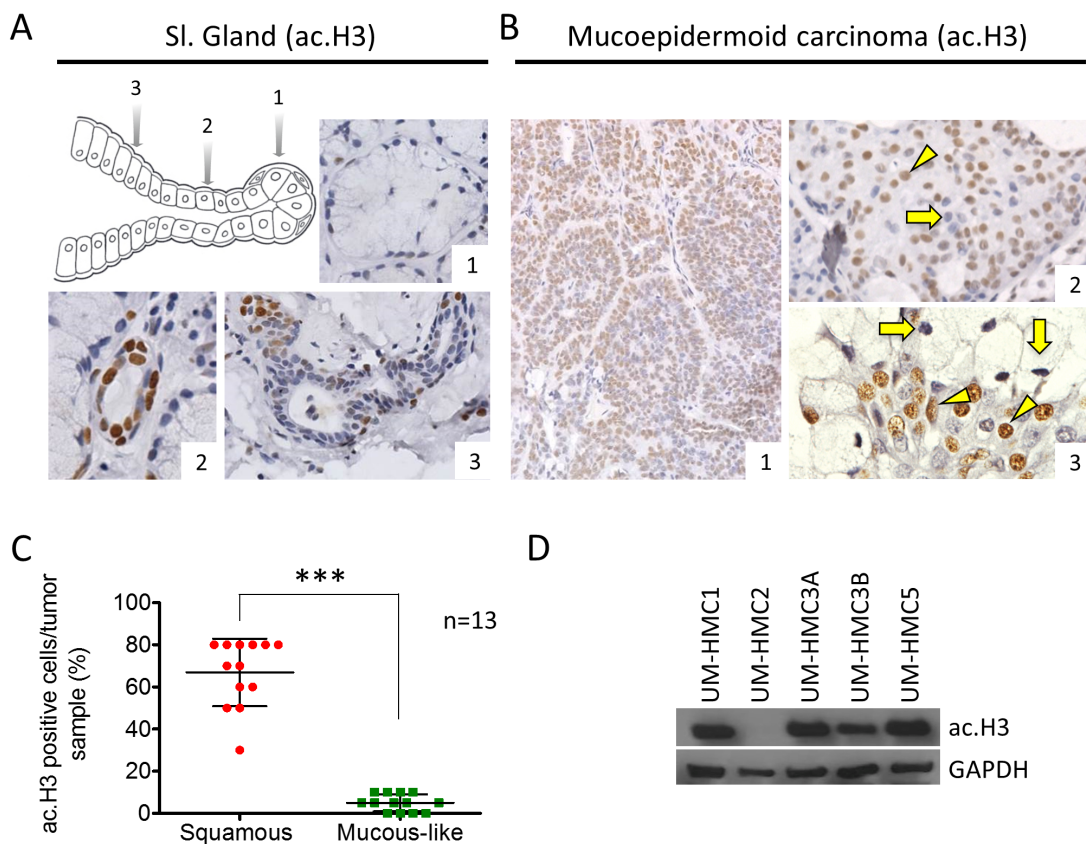 A
Sl. Gland (ac.H3)
3
2
1
1
2
3
B
Mucoepidermoid carcinoma (ac.H3)
1
2
3
C
ac.H3 positive cells/tumor
sample (%)
100
80
60
40
20
0
***
n=13
Squamous
Mucous-like
D
UM-HMC1
UM-HMC2
UM-HMC3A
UM-HMC3B
UM-HMC5
ac.H3
GAPDH